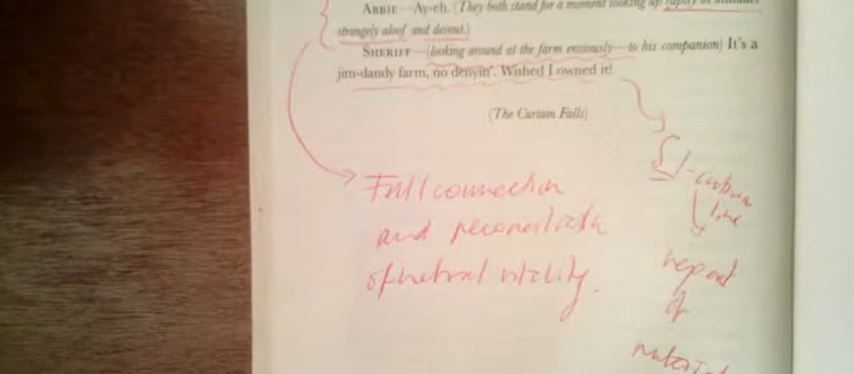 ABBIE—Ay-eh. (They both stand for a moment looking up
strangely aloof and devout.)
SHERIFF—(looking around at the farm enviously—to his companion) It's a
jim-dandy farm, no denyin'. Wished I owned it!
(The Curtain Falls)
Full connection
and
of natural vitality.
line
repeat
of